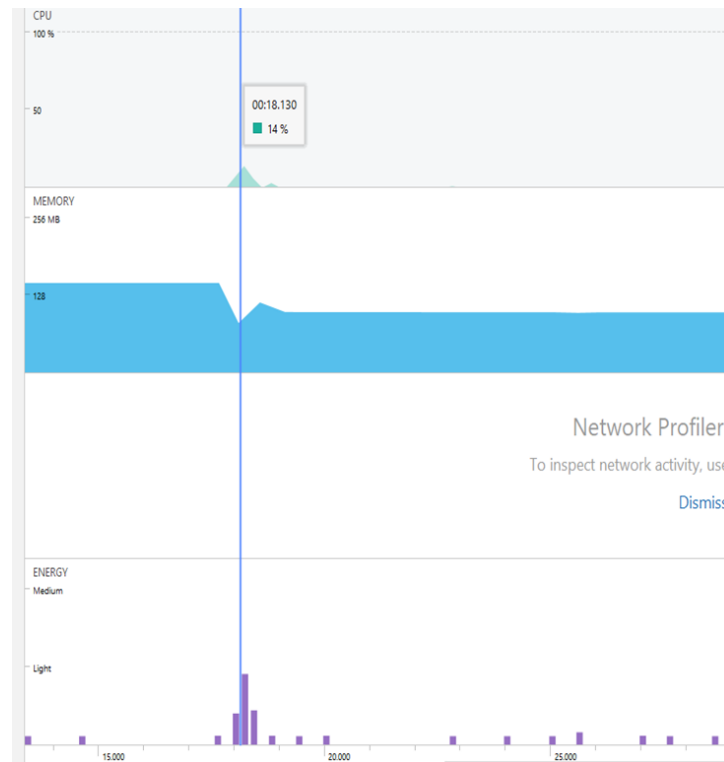 CPU
100 %
50
00:18.130
14 %
MEMORY
256 MB
128
Network Profiler
To inspect network activity, use
Dismiss
ENERGY
Medium
Light
15.000
20.000
25.000